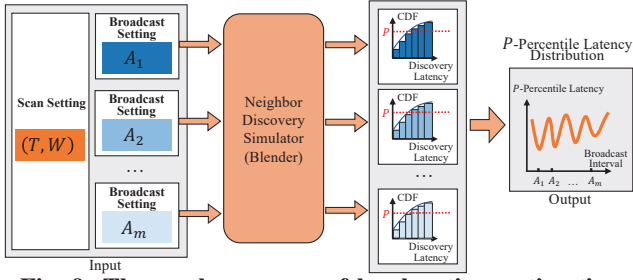 Scan Setting
(T, W)
Broadcast
Setting
A1
Broadcast
Setting
A2
...
Broadcast
Setting
Am
Input
Neighbor
Discovery
Simulator
(Blender)
CDF
P
Discovery
Latency
CDF
P
Discovery
Latency
...
CDF
P
Discovery
Latency
P-Percentile Latency
Distribution
P-Percentile Latency
Broadcast
Interval
A1 A2 ... Am
Output